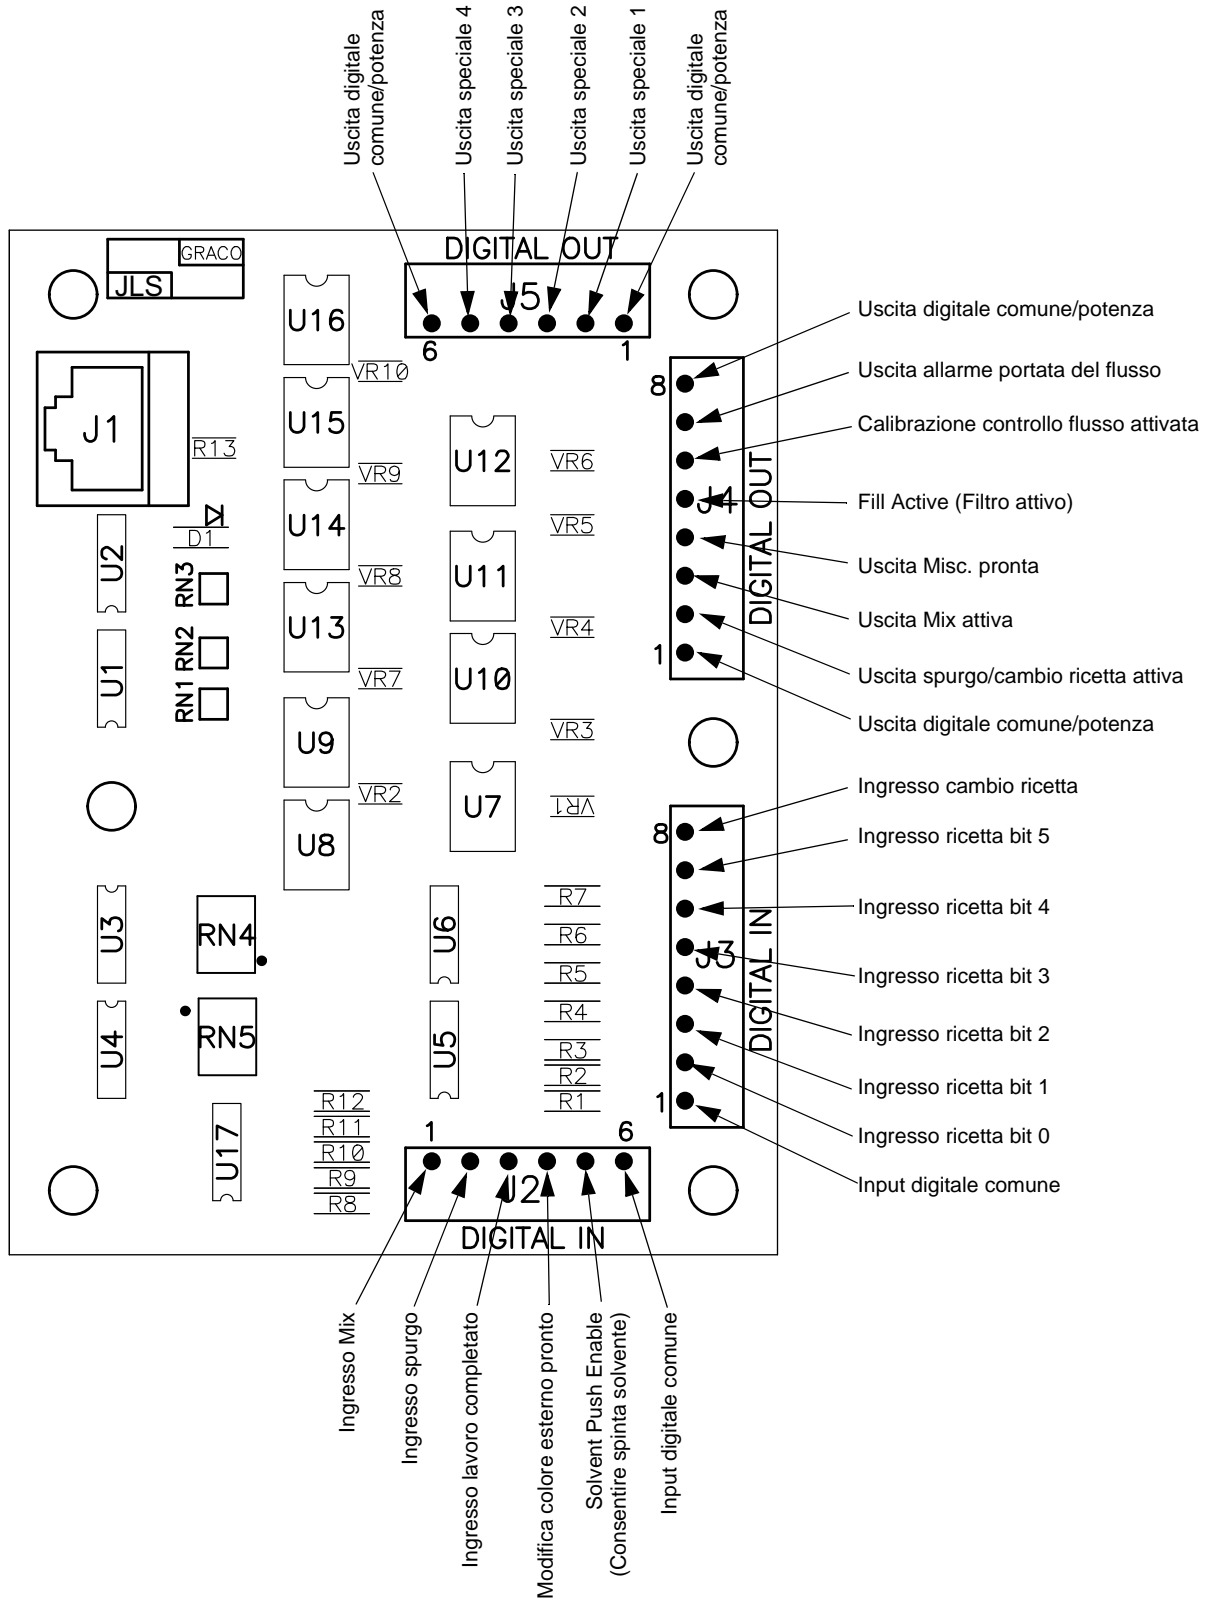 Uscita digitale
comune/potenza
Uscita speciale 4
Uscita speciale 3
Uscita speciale 2
Uscita speciale 1
Uscita digitale
comune/potenza
GRACO
JLS
DIGITAL OUT
J5
6
1
U16
VR10
J1
R13
U15
VR9
U12
VR6
U14
VR8
VR5
D1
U2
RN3
U11
U13
VR7
VR4
U1
RN2
RN1
U10
VR3
U9
VR2
U7
VR1
U8
8
J4
DIGITAL OUT
1
Uscita digitale comune/potenza
Uscita allarme portata del flusso
Calibrazione controllo flusso attivata
Fill Active (Filtro attivo)
Uscita Misc. pronta
Uscita Mix attiva
Uscita spurgo/cambio ricetta attiva
Uscita digitale comune/potenza
8
J3
DIGITAL IN
1
Ingresso cambio ricetta
Ingresso ricetta bit 5
Ingresso ricetta bit 4
Ingresso ricetta bit 3
Ingresso ricetta bit 2
Ingresso ricetta bit 1
Ingresso ricetta bit 0
Input digitale comune
U3
RN4
U6
R7
R6
R5
R4
R3
R2
R1
U4
RN5
U5
U17
R12
R11
R10
R9
R8
1
6
J2
DIGITAL IN
Ingresso Mix
Ingresso spurgo
Ingresso lavoro completato
Modifica colore esterno pronto
Solvent Push Enable
(Consentire spinta solvente)
Input digitale comune